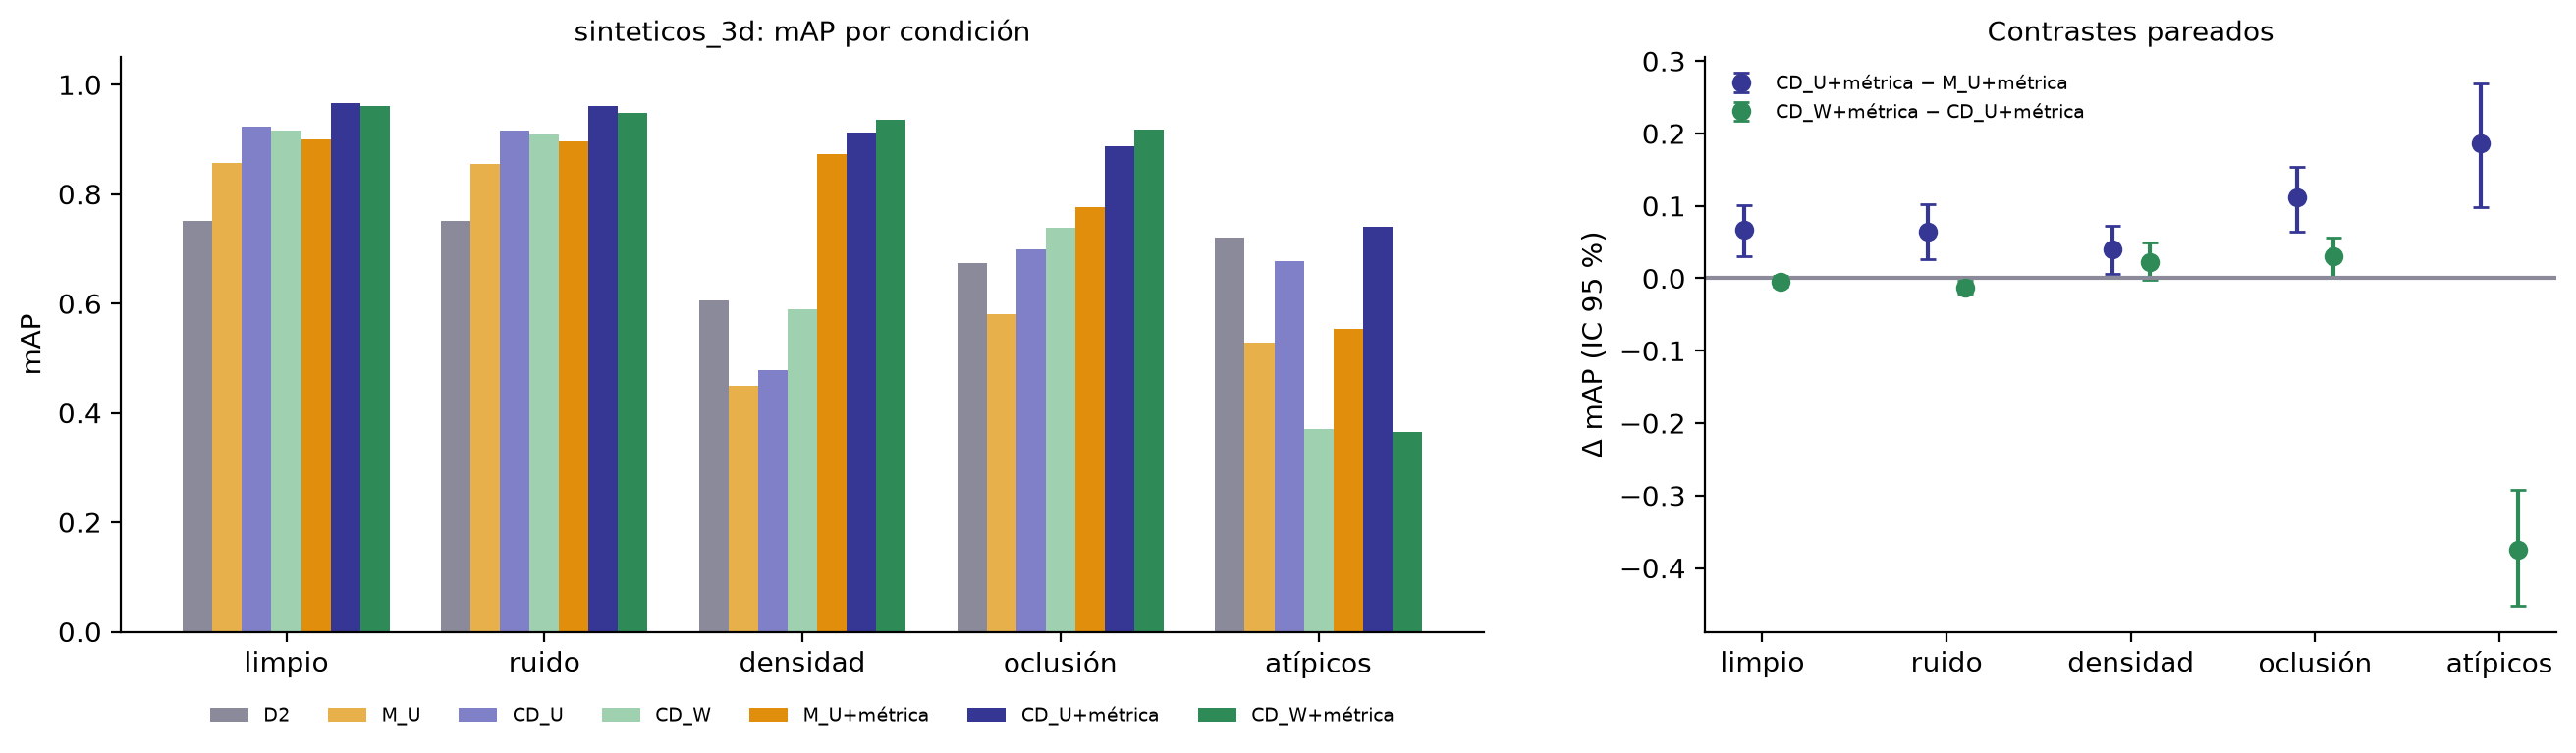 sinteticos_3d: mAP por condición
mAP
1.0
0.8
0.6
0.4
0.2
0.0
limpio
ruido
densidad
oclusión
atípicos
D2
M_U
CD_U
CD_W
M_U+métrica
CD_U+métrica
CD_W+métrica
Contrastes pareados
Δ mAP (IC 95 %)
0.3
0.2
0.1
0.0
−0.1
−0.2
−0.3
−0.4
CD_U+métrica − M_U+métrica
CD_W+métrica − CD_U+métrica
limpio
ruido
densidad
oclusión
atípicos